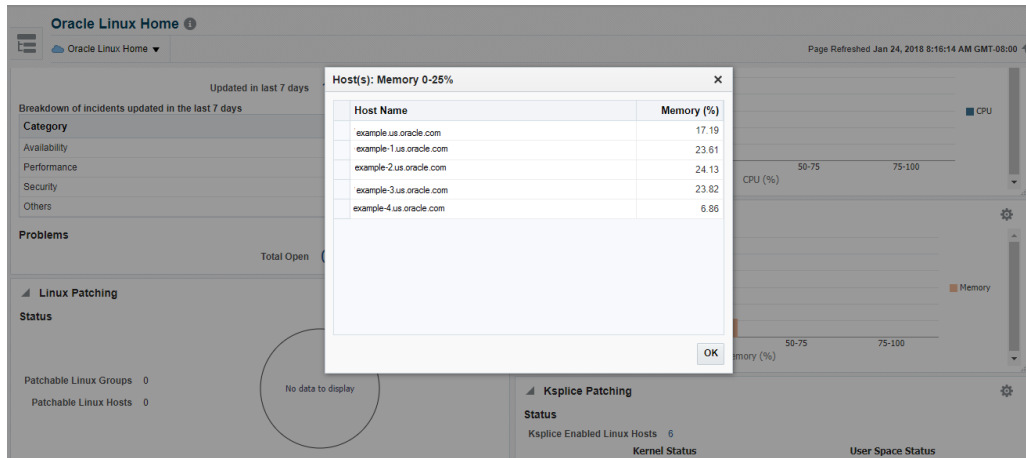 Oracle Linux Home
Oracle Linux Home
Page Refreshed Jan 24, 2018 8:16:14 AM GMT-08:00
Updated in last 7 days
Breakdown of incidents updated in the last 7 days
Category
Availability
Performance
Security
Others
Problems
Total Open
Linux Patching
Status
Patchable Linux Groups 0
Patchable Linux Hosts 0
No data to display
Host(s): Memory 0-25%
Host Name Memory (%)
example.us.oracle.com 17.19
example-1.us.oracle.com 23.61
example-2.us.oracle.com 24.13
example-3.us.oracle.com 23.82
example-4.us.oracle.com 6.86
OK
CPU
50-75 75-100
CPU (%)
Memory
50-75 75-100
emory (%)
Ksplice Patching
Status
Ksplice Enabled Linux Hosts 6
Kernel Status User Space Status